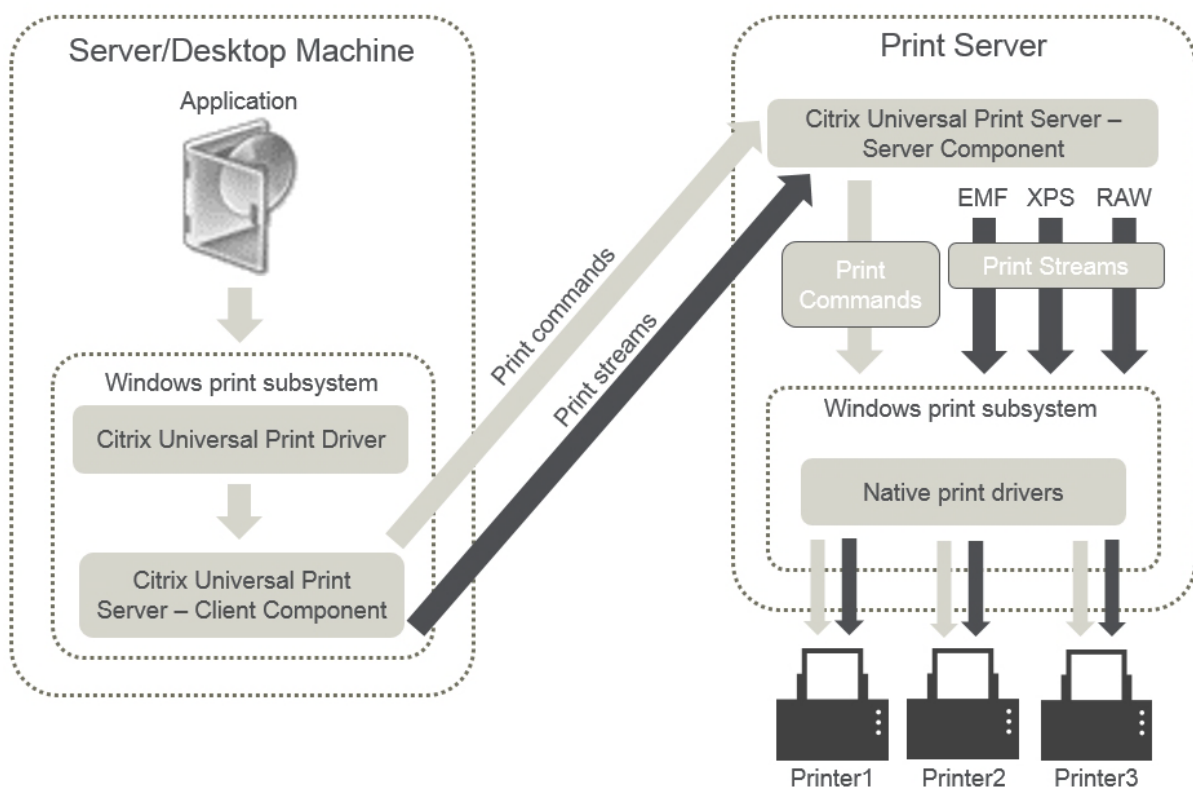 Server/Desktop Machine
Application
Windows print subsystem
Citrix Universal Print Driver
Citrix Universal Print
Server – Client Component
Print commands
Print streams
Print Server
Citrix Universal Print Server –
Server Component
EMF XPS RAW
Print
Commands
Print Streams
Windows print subsystem
Native print drivers
Printer1 Printer2 Printer3